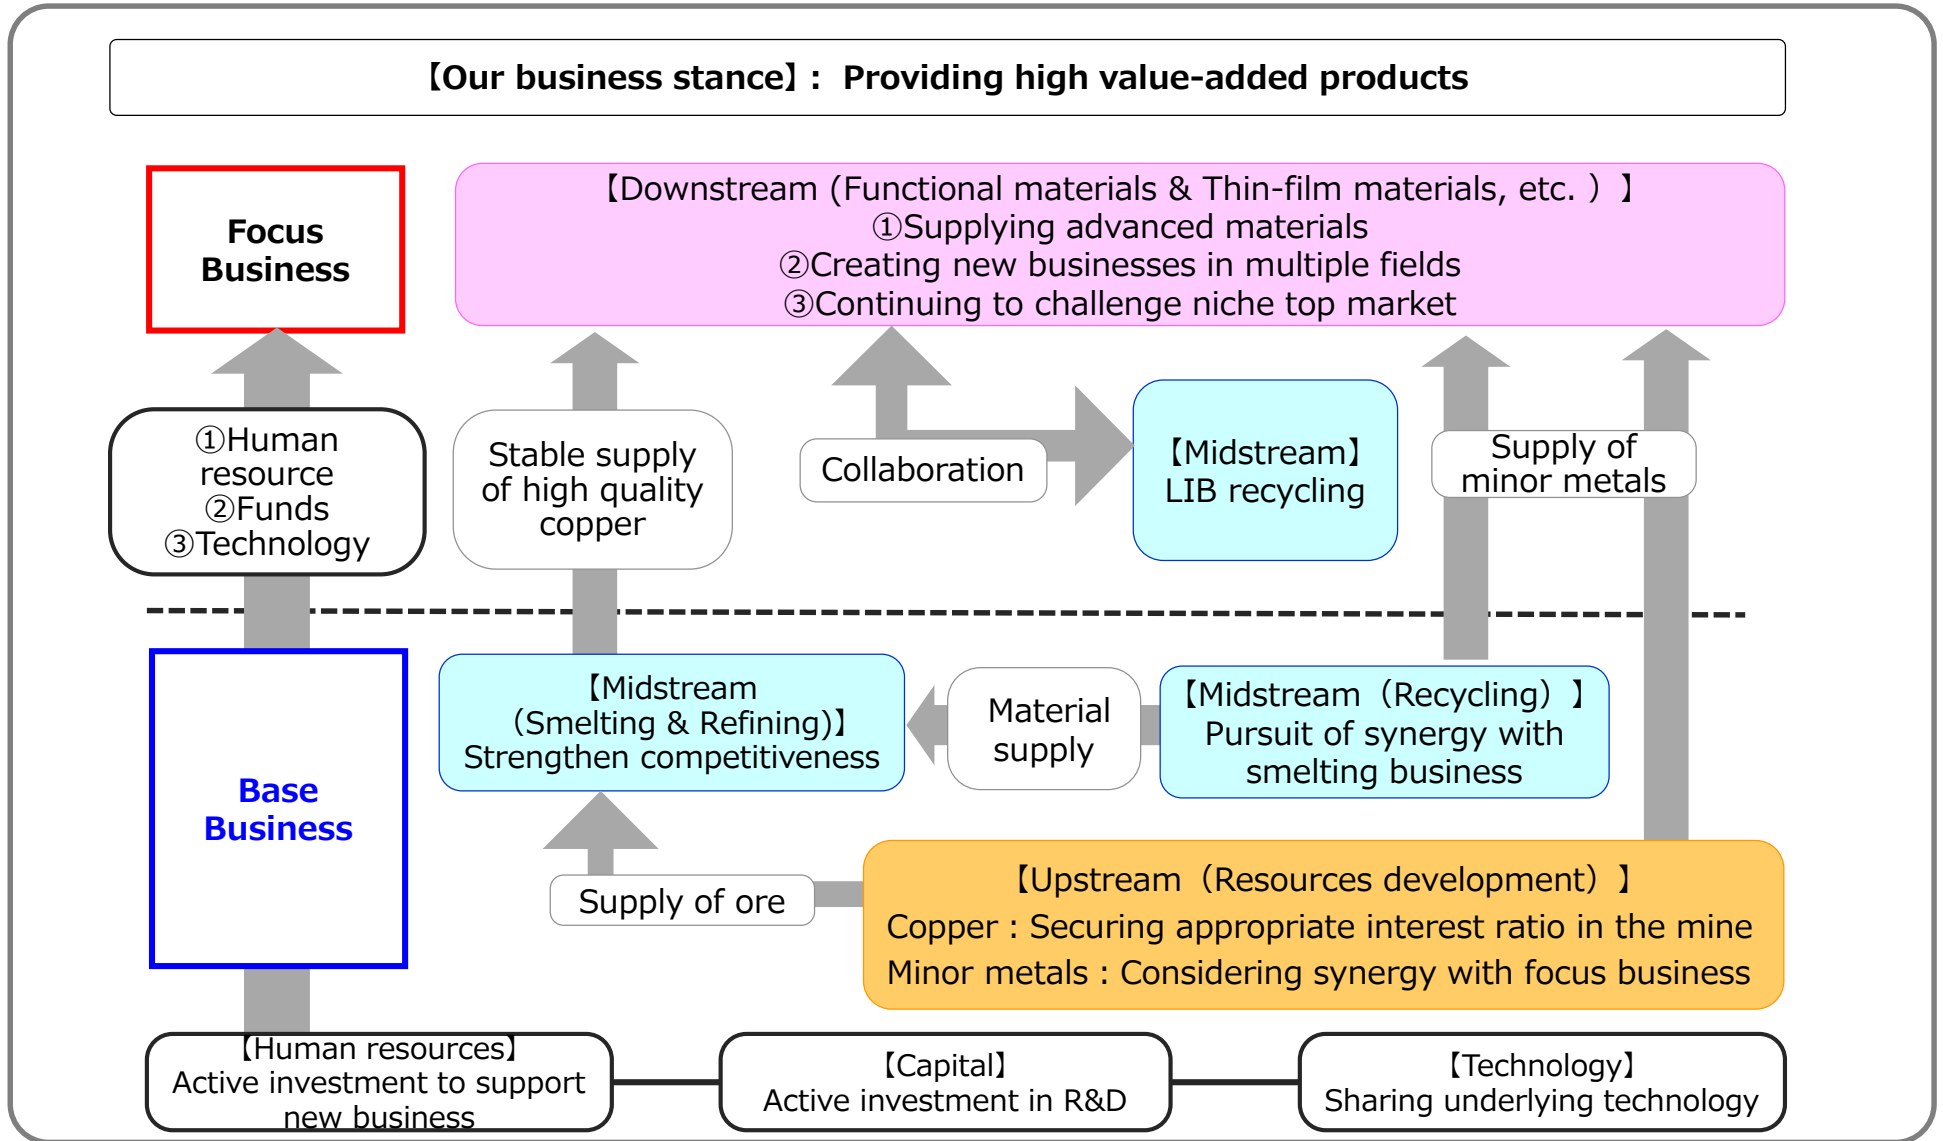 【Our business stance】: Providing high value-added products
Focus
Business
【Downstream (Functional materials & Thin-film materials, etc. ）】
①Supplying advanced materials
②Creating new businesses in multiple fields
③Continuing to challenge niche top market
①Human
resource
②Funds
③Technology
Stable supply
of high quality
copper
Collaboration
【Midstream】
LIB recycling
Supply of
minor metals
Base
Business
【Midstream
（Smelting & Refining)】
Strengthen competitiveness
Material
supply
【Midstream（Recycling）】
Pursuit of synergy with
smelting business
Supply of ore
【Upstream（Resources development）】
Copper : Securing appropriate interest ratio in the mine
Minor metals : Considering synergy with focus business
【Human resources】
Active investment to support
new business
【Capital】
Active investment in R&D
【Technology】
Sharing underlying technology